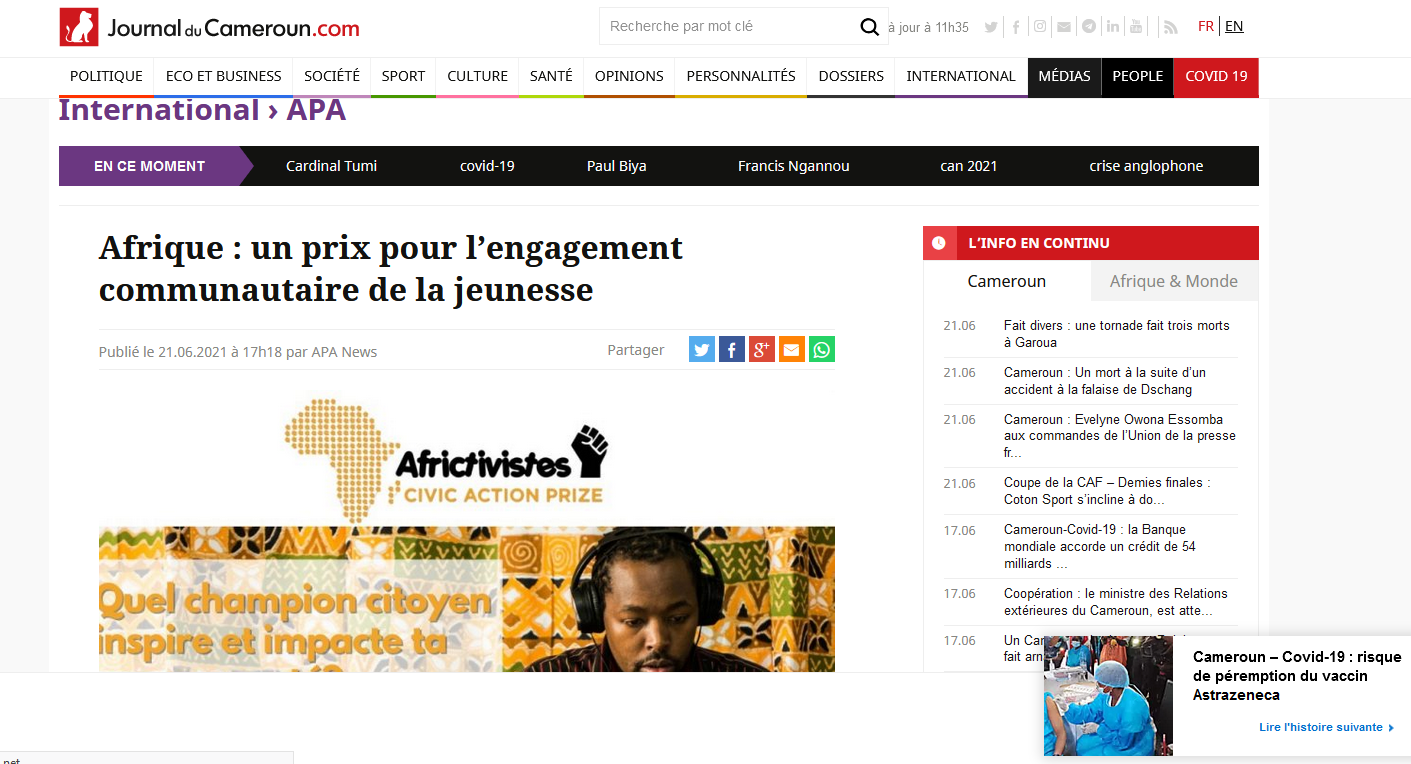 Journal du Cameroun.com
Recherche par mot clé
à jour à 11h35
FR
EN
POLITIQUE
ECO ET BUSINESS
SOCIÉTÉ
SPORT
CULTURE
SANTÉ
OPINIONS
PERSONNALITÉS
DOSSIERS
INTERNATIONAL
MÉDIAS
PEOPLE
COVID 19
International › APA
EN CE MOMENT
Cardinal Tumi
covid-19
Paul Biya
Francis Ngannou
can 2021
crise anglophone
Afrique : un prix pour l’engagement
communautaire de la jeunesse
Publié le 21.06.2021 à 17h18 par APA News
Partager
Africtivistes
CIVIC ACTION PRIZE
Quel champion citoyen
inspire et impacte ta
L’INFO EN CONTINU
Cameroun
Afrique & Monde
21.06
Fait divers : une tornade fait trois morts
à Garoua
21.06
Cameroun : Un mort à la suite d’un
accident à la falaise de Dschang
21.06
Cameroun : Evelyne Owona Essomba
aux commandes de l’Union de la presse
fr...
21.06
Coupe de la CAF – Demies finales :
Coton Sport s’incline à do...
17.06
Cameroun-Covid-19 : la Banque
mondiale accorde un crédit de 54
milliards ...
17.06
Coopération : le ministre des Relations
extérieures du Cameroun, est atte...
17.06
Un
fait
Cameroun – Covid-19 : risque
de péremption du vaccin
Astrazeneca
Lire l'histoire suivante